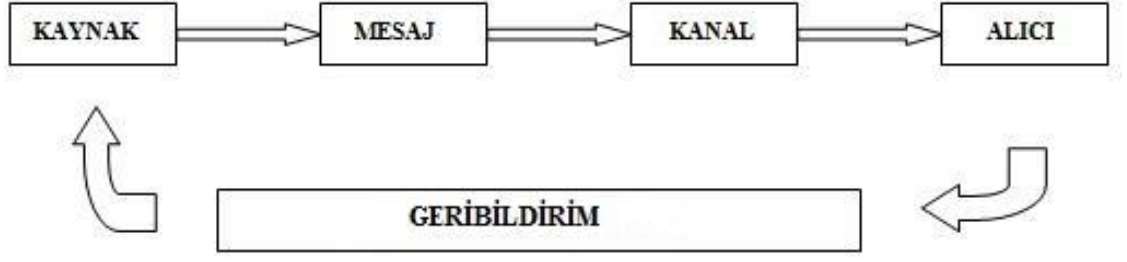 KAYNAK
MESAJ
KANAL
ALICI
GERİBİLDİRİM